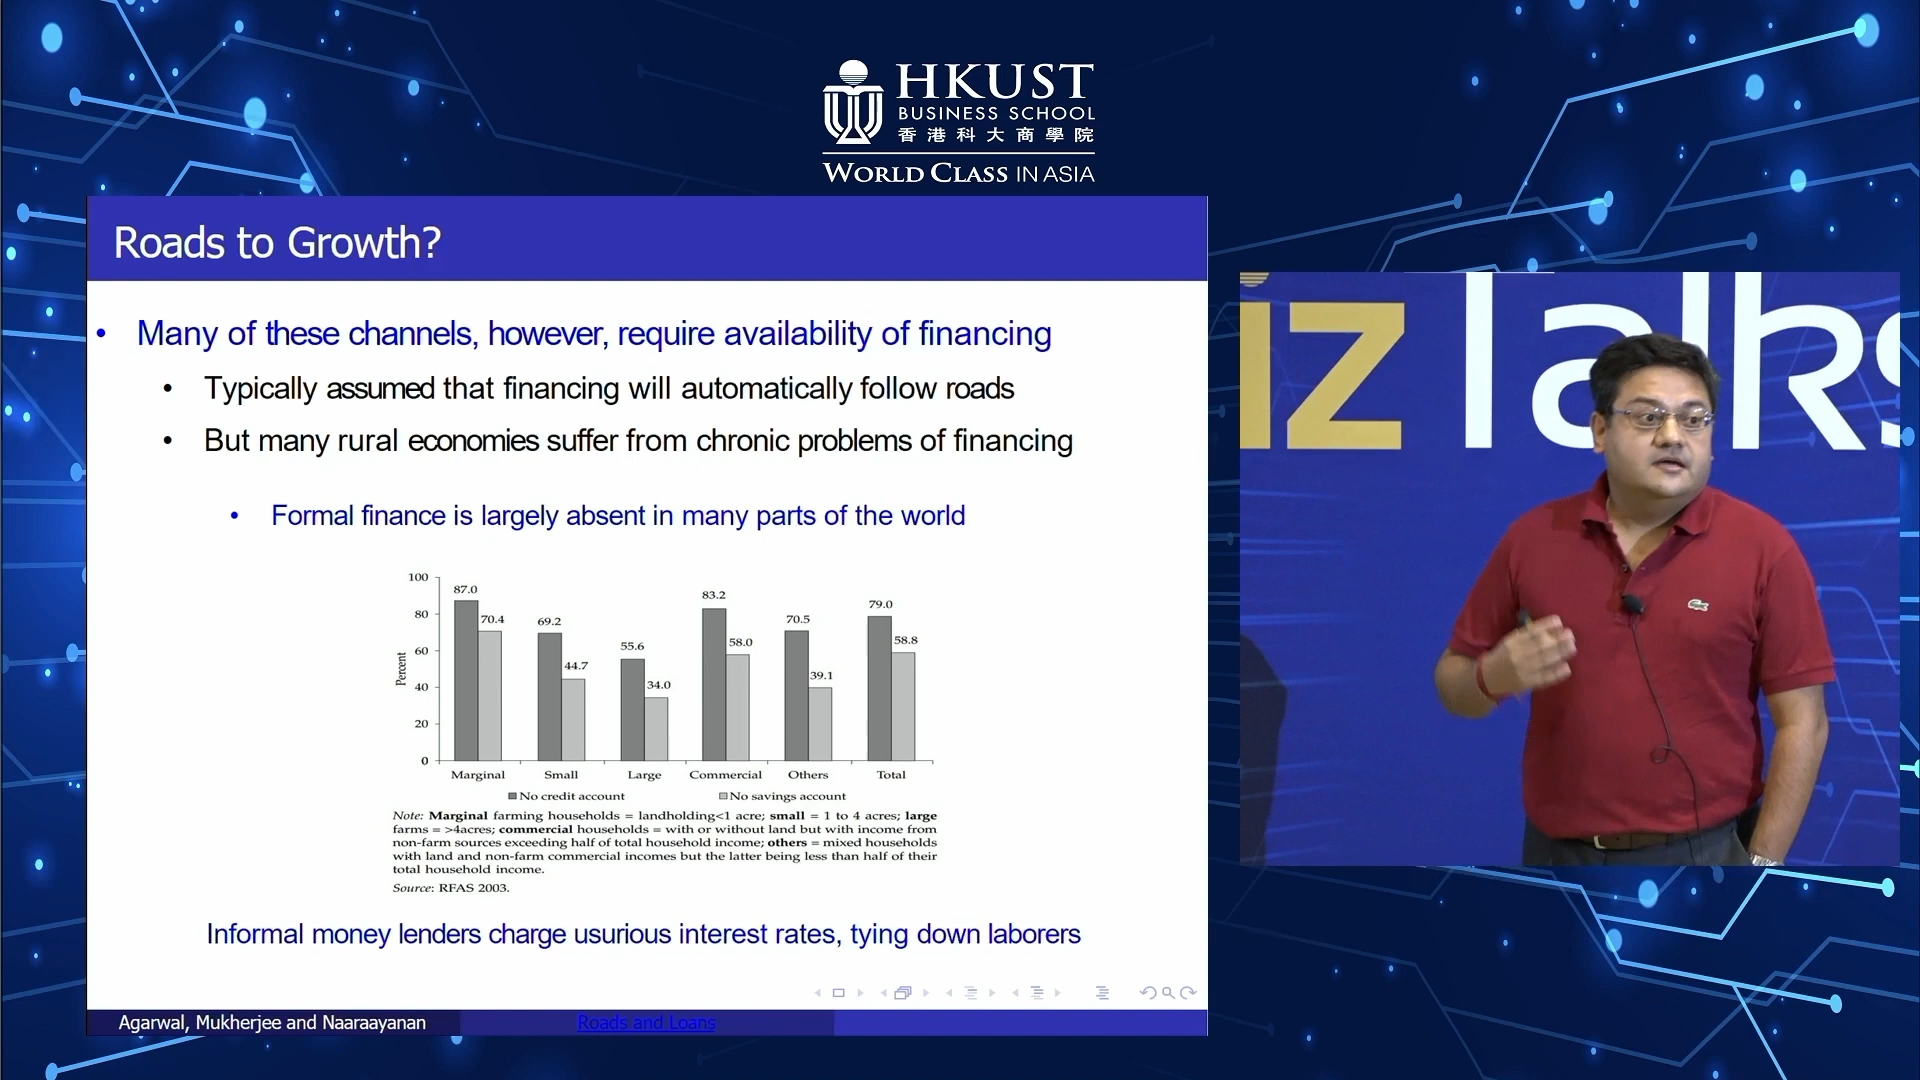 HKUST
BUSINESS SCHOOL
香港科大商學院
WORLD CLASS IN ASIA
Roads to Growth?
• Many of these channels, however, require availability of financing
• Typically assumed that financing will automatically follow roads
• But many rural economies suffer from chronic problems of financing
• Formal finance is largely absent in many parts of the world
100
80
60
40
20
0
Percent
87.0
70.4
69.2
44.7
55.6
34.0
83.2
58.0
70.5
39.1
79.0
58.8
Marginal Small Large Commercial Others Total
No credit account No savings account
Note: Marginal farming households = landholding<1 acre; small = 1 to 4 acres; large
farms = >4acres; commercial households = with or without land but with income from
non-farm sources exceeding half of total household income; others = mixed households
with land and non-farm commercial incomes but the latter being less than half of their
total household income.
Source: RFAS 2003.
Informal money lenders charge usurious interest rates, tying down laborers
Agarwal, Mukherjee and Naaraayanan Roads and Loans
iz Talks